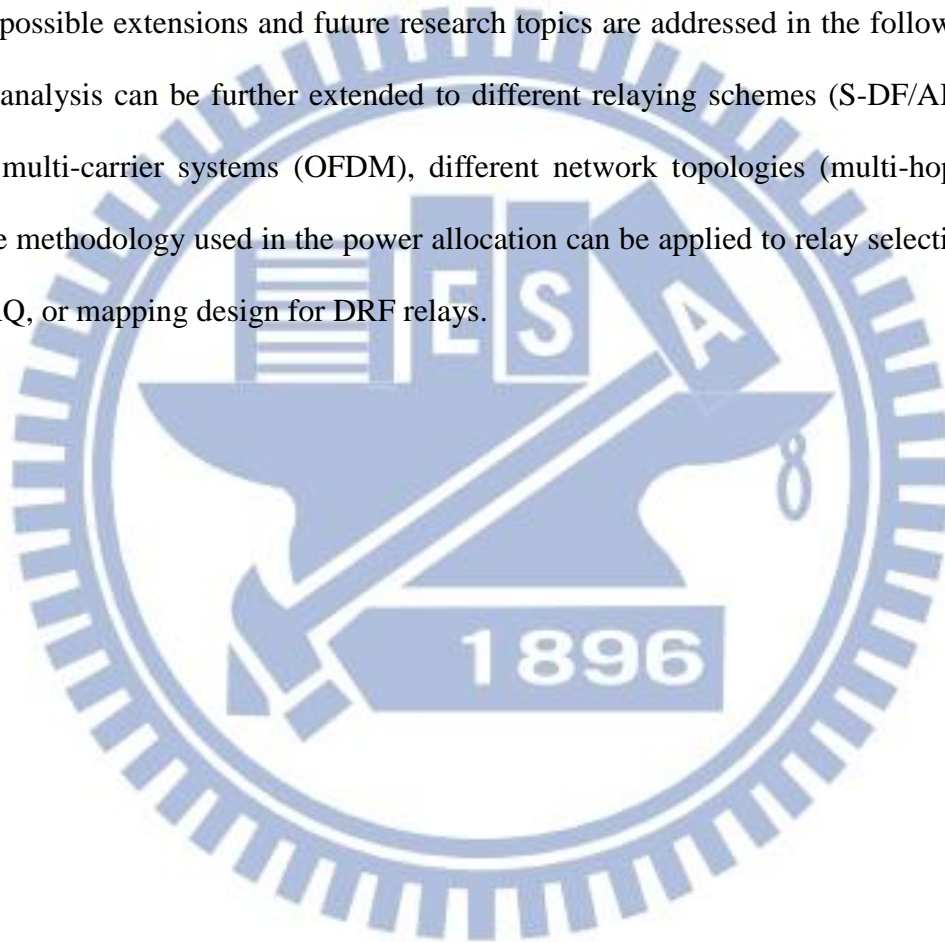 possible extensions and future research topics are addressed in the follow
analysis can be further extended to different relaying schemes (S-DF/A
multi-carrier systems (OFDM), different network topologies (multi-hop
e methodology used in the power allocation can be applied to relay selecti
Q, or mapping design for DRF relays.
E S A
1896